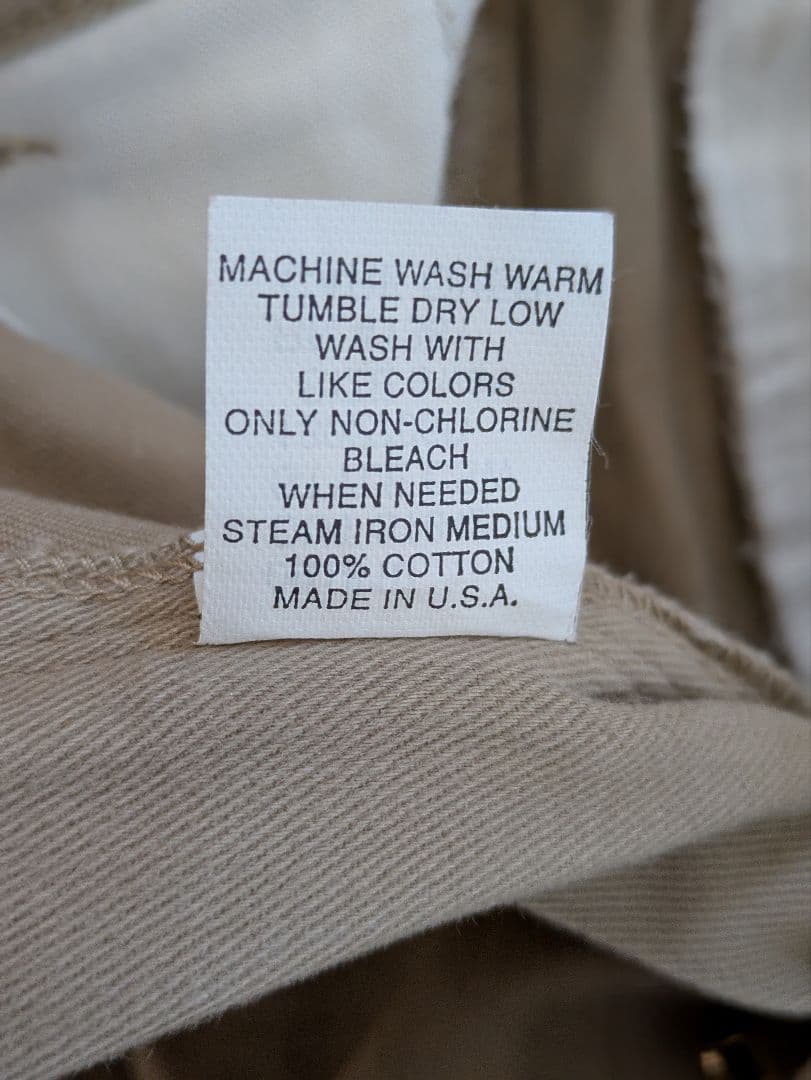 MACHINE WASH WARM
TUMBLE DRY LOW
WASH WITH
LIKE COLORS
ONLY NON-CHLORINE
BLEACH
WHEN NEEDED
STEAM IRON MEDIUM
100% COTTON
MADE IN U.S.A.